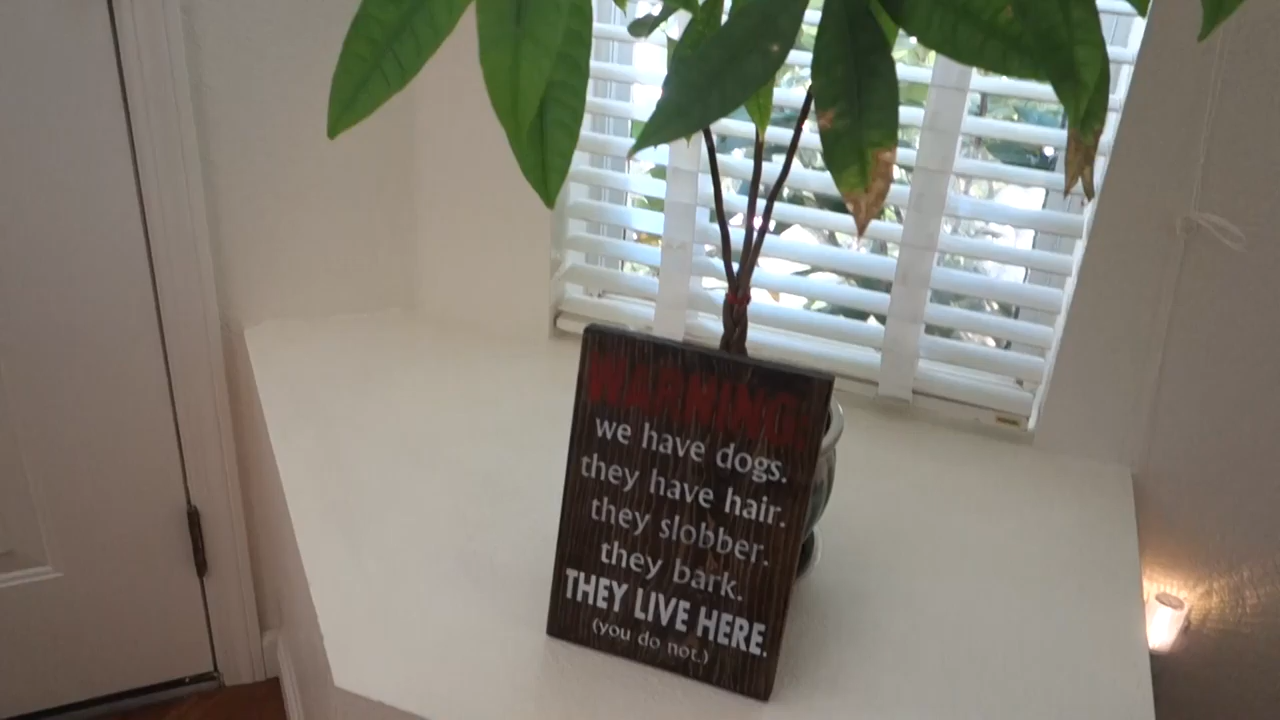 WARNING:
we have dogs.
they have hair.
they slobber.
they bark.
THEY LIVE HERE.
(you do not.)